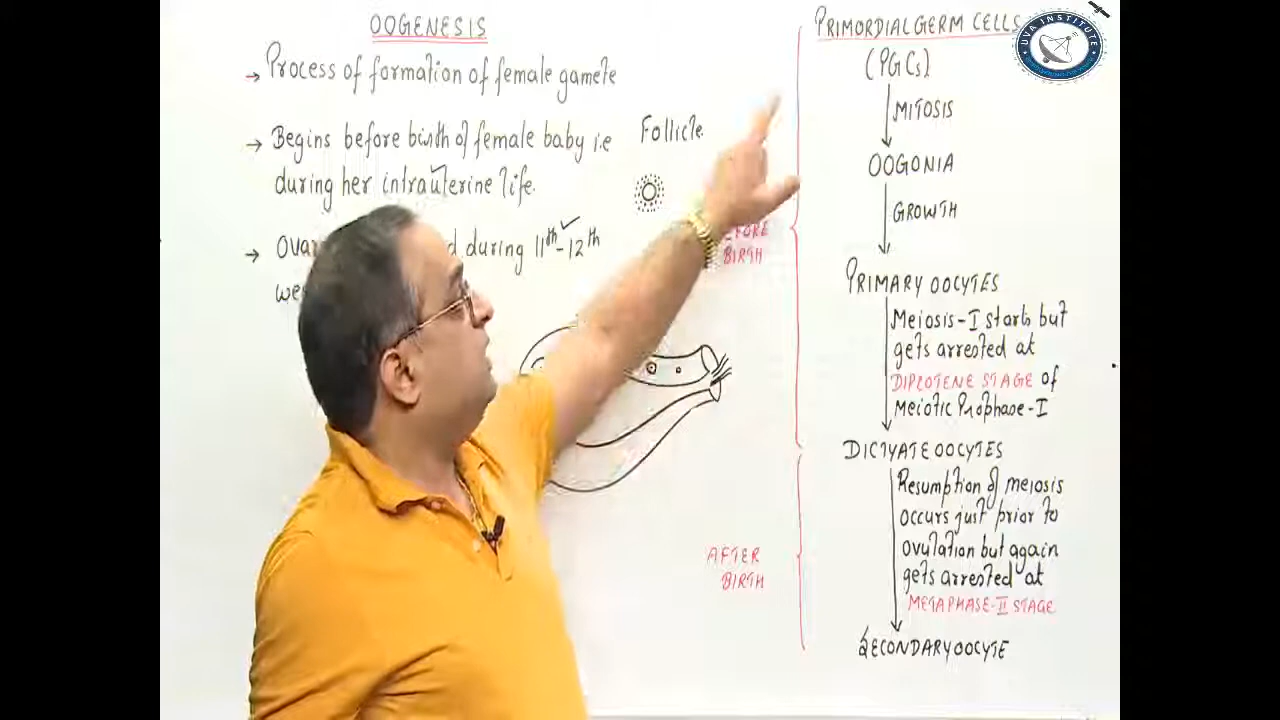 OOGENESIS
→ Process of formation of female gamete
→ Begins before birth of female baby i.e
during her intrauterine life.
→ during 11th-12th
Follicle
BIRTH
AFTER
BIRTH
PRIMORDIAL GERM CELLS
(PGCs)
MITOSIS
OOGONIA
GROWTH
PRIMARY OOCYTES
Meiosis-I starts but
gets arrested at
DIPLOTENE STAGE of
Meiotic Prophase-I
DICTYATE OOCYTES
Resumption of meiosis
occurs just prior to
ovulation but again
gets arrested at
METAPHASE-II STAGE
SECONDARY OOCYTE
UVA INSTITUTE